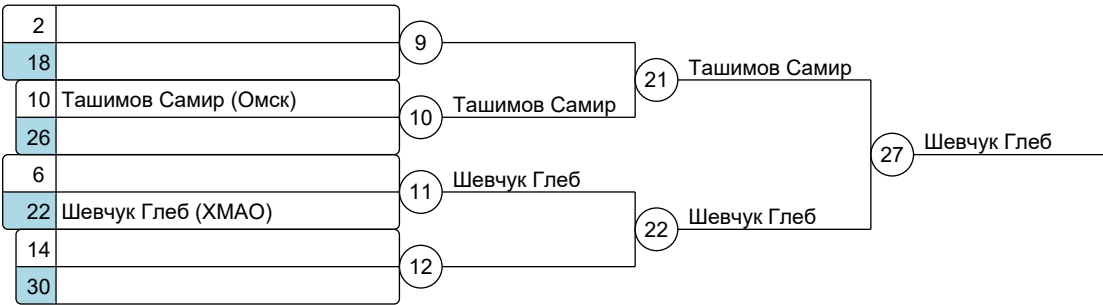 2
9
18
21
Ташимов Самир
10
Ташимов Самир (Омск)
10
Ташимов Самир
26
27
Шевчук Глеб
6
11
Шевчук Глеб
22
Шевчук Глеб (ХМАО)
22
Шевчук Глеб
14
12
30